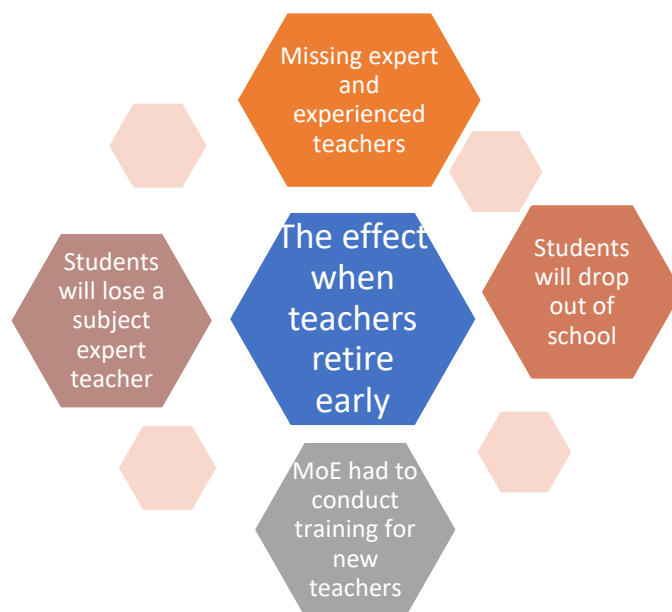 Missing expert
and
experienced
teachers
Students
will lose a
subject
expert
teacher
The effect
when
teachers
retire
early
Students
will drop
out of
school
MoE had to
conduct
training for
new
teachers